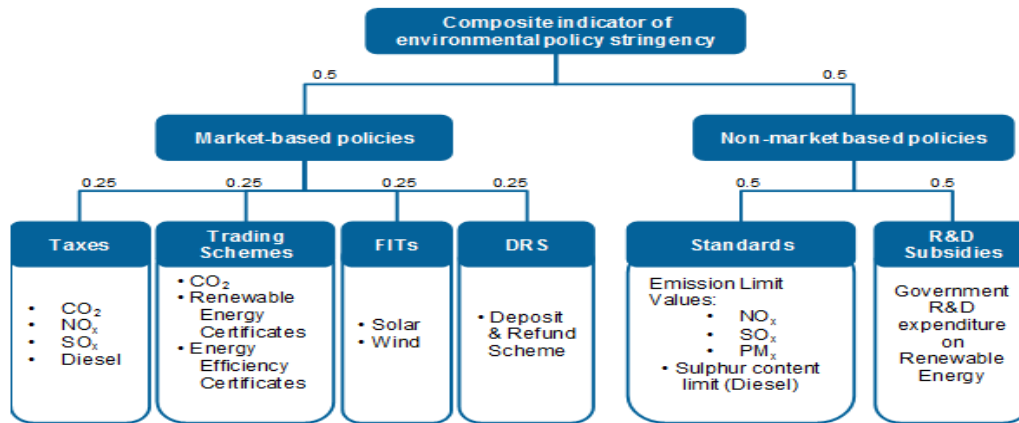 Composite indicator of
environmental policy stringency
0.5
0.5
Market-based policies
Non-market based policies
0.25
0.25
0.25
0.25
0.5
0.5
Taxes
• CO₂
• NOₓ
• SOₓ
• Diesel
Trading
Schemes
• CO₂
• Renewable
Energy
Certificates
• Energy
Efficiency
Certificates
FITs
• Solar
• Wind
DRS
• Deposit
& Refund
Scheme
Standards
Emission Limit
Values:
• NOₓ
• SOₓ
• PMₓ
• Sulphur content
limit (Diesel)
R&D
Subsidies
Government
R&D
expenditure
on
Renewable
Energy